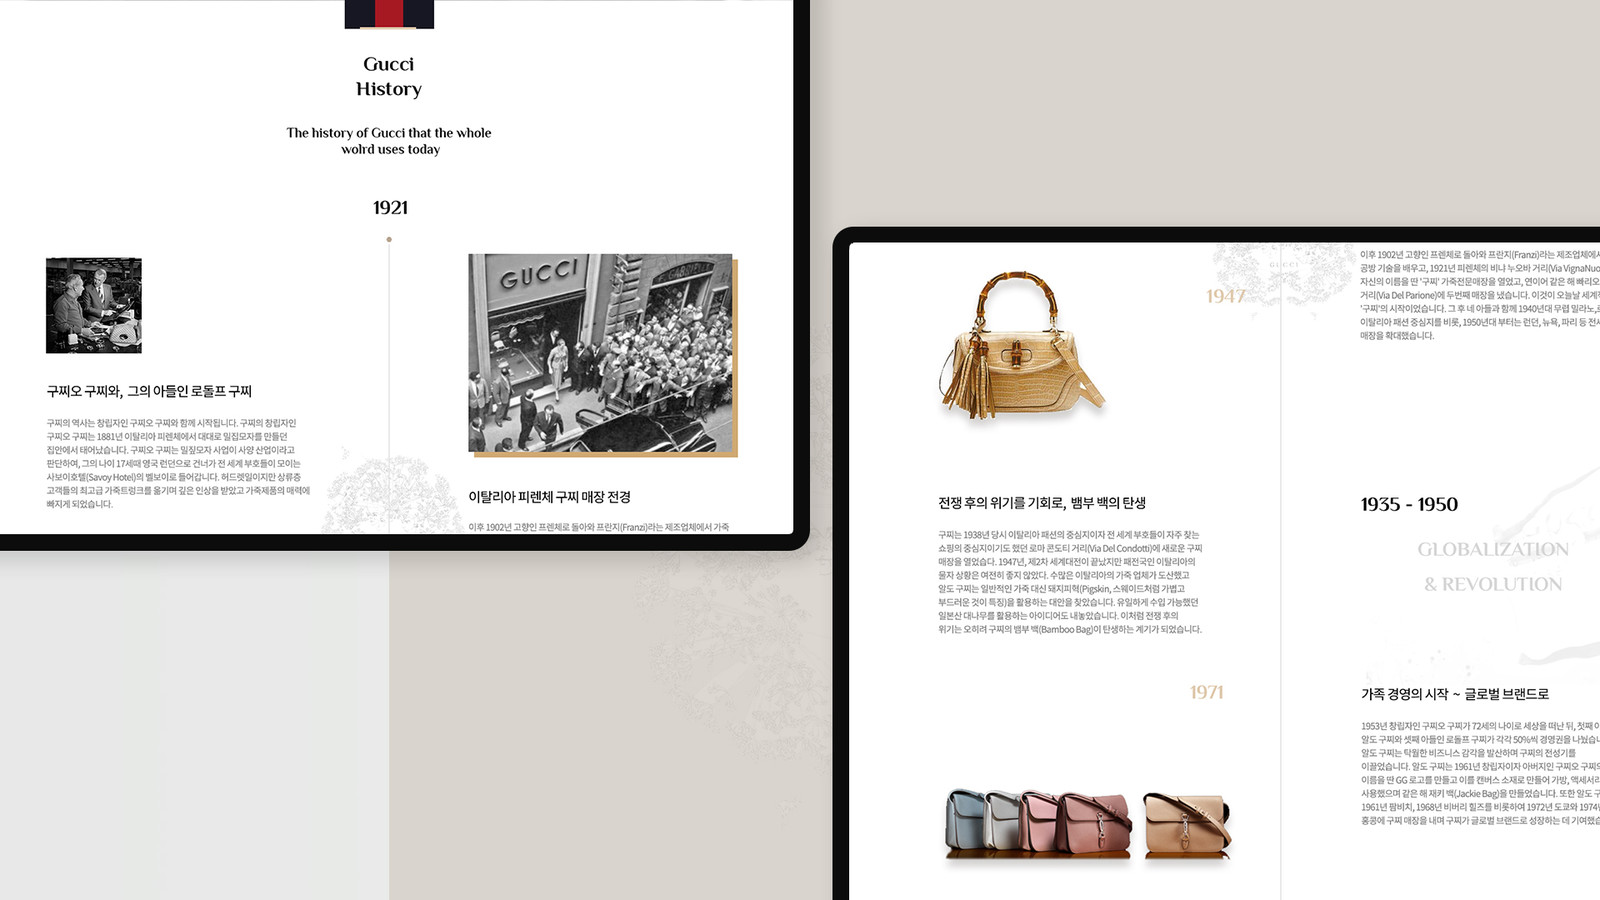 Gucci
History
The history of Gucci that the whole
wolrd uses today
1921
구찌오 구찌와, 그의 아들인 로돌프 구찌
구찌의 역사는 창립자인 구찌오 구찌와 함께 시작됩니다. 구찌의 창립자인
구찌오 구찌는 1881년 이탈리아 피렌체에서 대대로 밀집모자를 만들던
집안에서 태어났습니다. 구찌오 구찌는 밀짚모자 사업이 사양 산업이라고
판단하여, 그의 나이 17세때 영국 런던으로 건너가 전 세계 부호들이 모이는
사보이호텔(Savoy Hotel)의 벨보이로 들어갑니다. 허드렛일이지만 상류층
고객들의 최고급 가죽트렁크를 옮기며 깊은 인상을 받았고 가죽제품의 매력에
빠지게 되었습니다.
GUCCI
이탈리아 피렌체 구찌 매장 전경
이후 1902년 고향인 프렌체로 돌아와 프란지(Franzi)라는 제조업체에서 가죽
1947
GUCCI
전쟁 후의 위기를 기회로, 뱀부 백의 탄생
구찌는 1938년 당시 이탈리아 패션의 중심지이자 전 세계 부호들이 자주 찾는
쇼핑의 중심지이기도 했던 로마 콘도티 거리(Via Del Condotti)에 새로운 구찌
매장을 열었습니다. 1947년, 제2차 세계대전이 끝났지만 패전국인 이탈리아의
물자 상황은 여전히 좋지 않았다. 수많은 이탈리아의 가죽 업체가 도산했고
알도 구찌는 일반적인 가죽 대신 돼지피혁(Pigskin, 스웨이드처럼 가볍고
부드러운 것이 특징)을 활용하는 대안을 찾았습니다. 유일하게 수입 가능했던
일본산 대나무를 활용하는 아이디어도 내놓았습니다. 이처럼 전쟁 후의
위기는 오히려 구찌의 뱀부 백(Bamboo Bag)이 탄생하는 계기가 되었습니다.
1971
이후 1902년 고향인 프렌체로 돌아와 프란지(Franzi)라는 제조업체에서
공방 기술을 배우고, 1921년 피렌체의 비냐 누오바 거리(Via VignaNuo
자신의 이름을 딴 '구찌' 가죽전문매장을 열었고, 연이어 같은 해 빠리오
거리(Via Del Parione)에 두번째 매장을 냈습니다. 이것이 오늘날 세계적
'구찌'의 시작이었습니다. 그 후 네 아들과 함께 1940년대 무렵 밀라노,
이탈리아 패션 중심지를 비롯, 1950년대 부터는 런던, 뉴욕, 파리 등 전
매장을 확대했습니다.
1935 - 1950
GLOBALIZATION
& REVOLUTION
가족 경영의 시작 ~ 글로벌 브랜드로
1953년 창립자인 구찌오 구찌가 72세의 나이로 세상을 떠난 뒤, 첫째
알도 구찌와 셋째 아들인 로돌프 구찌가 각각 50%씩 경영권을 나눴습니
알도 구찌는 탁월한 비즈니스 감각을 발산하며 구찌의 전성기를
이끌었습니다. 알도 구찌는 1961년 창립자이자 아버지인 구찌오 구찌의
이름을 딴 GG 로고를 만들고 이를 캔버스 소재로 만들어 가방, 액세서리
사용했으며 같은 해 재키 백(Jackie Bag)을 만들었습니다. 또한 알도 구
1961년 팜비치, 1968년 비버리 힐즈를 비롯하여 1972년 도쿄와 1974년
홍콩에 구찌 매장을 내며 구찌가 글로벌 브랜드로 성장하는 데 기여했습